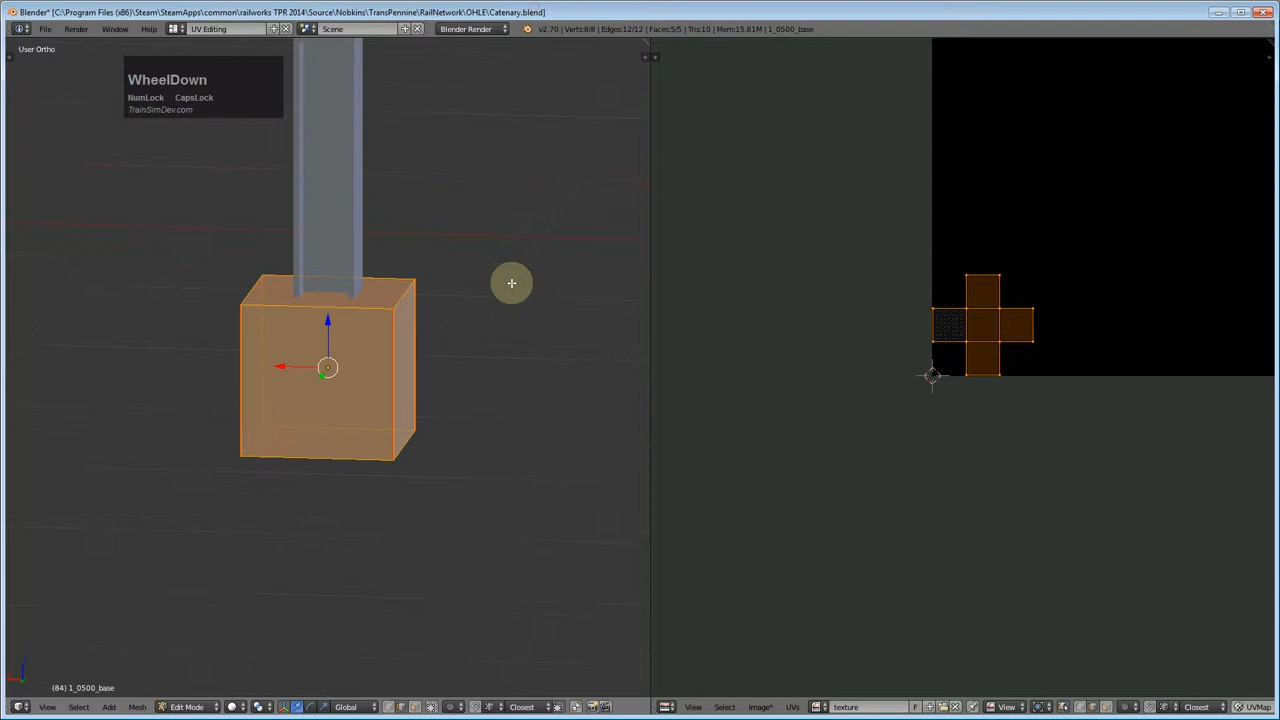 Blender* [C:\Program Files (x86)\Steam\SteamApps\common\railworks TPR 2014\Source\Nobkins\TransPennine\RailNetwork\OHLE\Catenary.blend]
File Render Window Help UV Editing Scene Blender Render v2.70 | Verts:8/8 | Edges:12/12 | Faces:5/5 | Tris:10 | Mem:15.81M | 1_0500_base
User Ortho
WheelDown
NumLock CapsLock
TrainSimDev.com
(84) 1_0500_base
View Select Add Mesh Edit Mode Global Closest View Select Image* UVs texture F View Closest UVMap